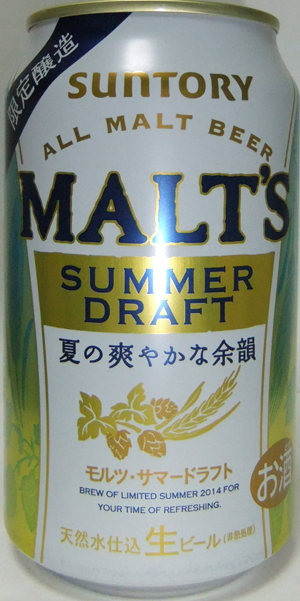 限定醸造
SUNTORY
ALL MALT BEER
MALT'S
SUMMER
DRAFT
夏の爽やかな余韻
モルツ・サマードラフト
BREW OF LIMITED SUMMER 2014 FOR
YOUR TIME OF REFRESHING.
お酒
天然水仕込 生ビール[非熱処理]